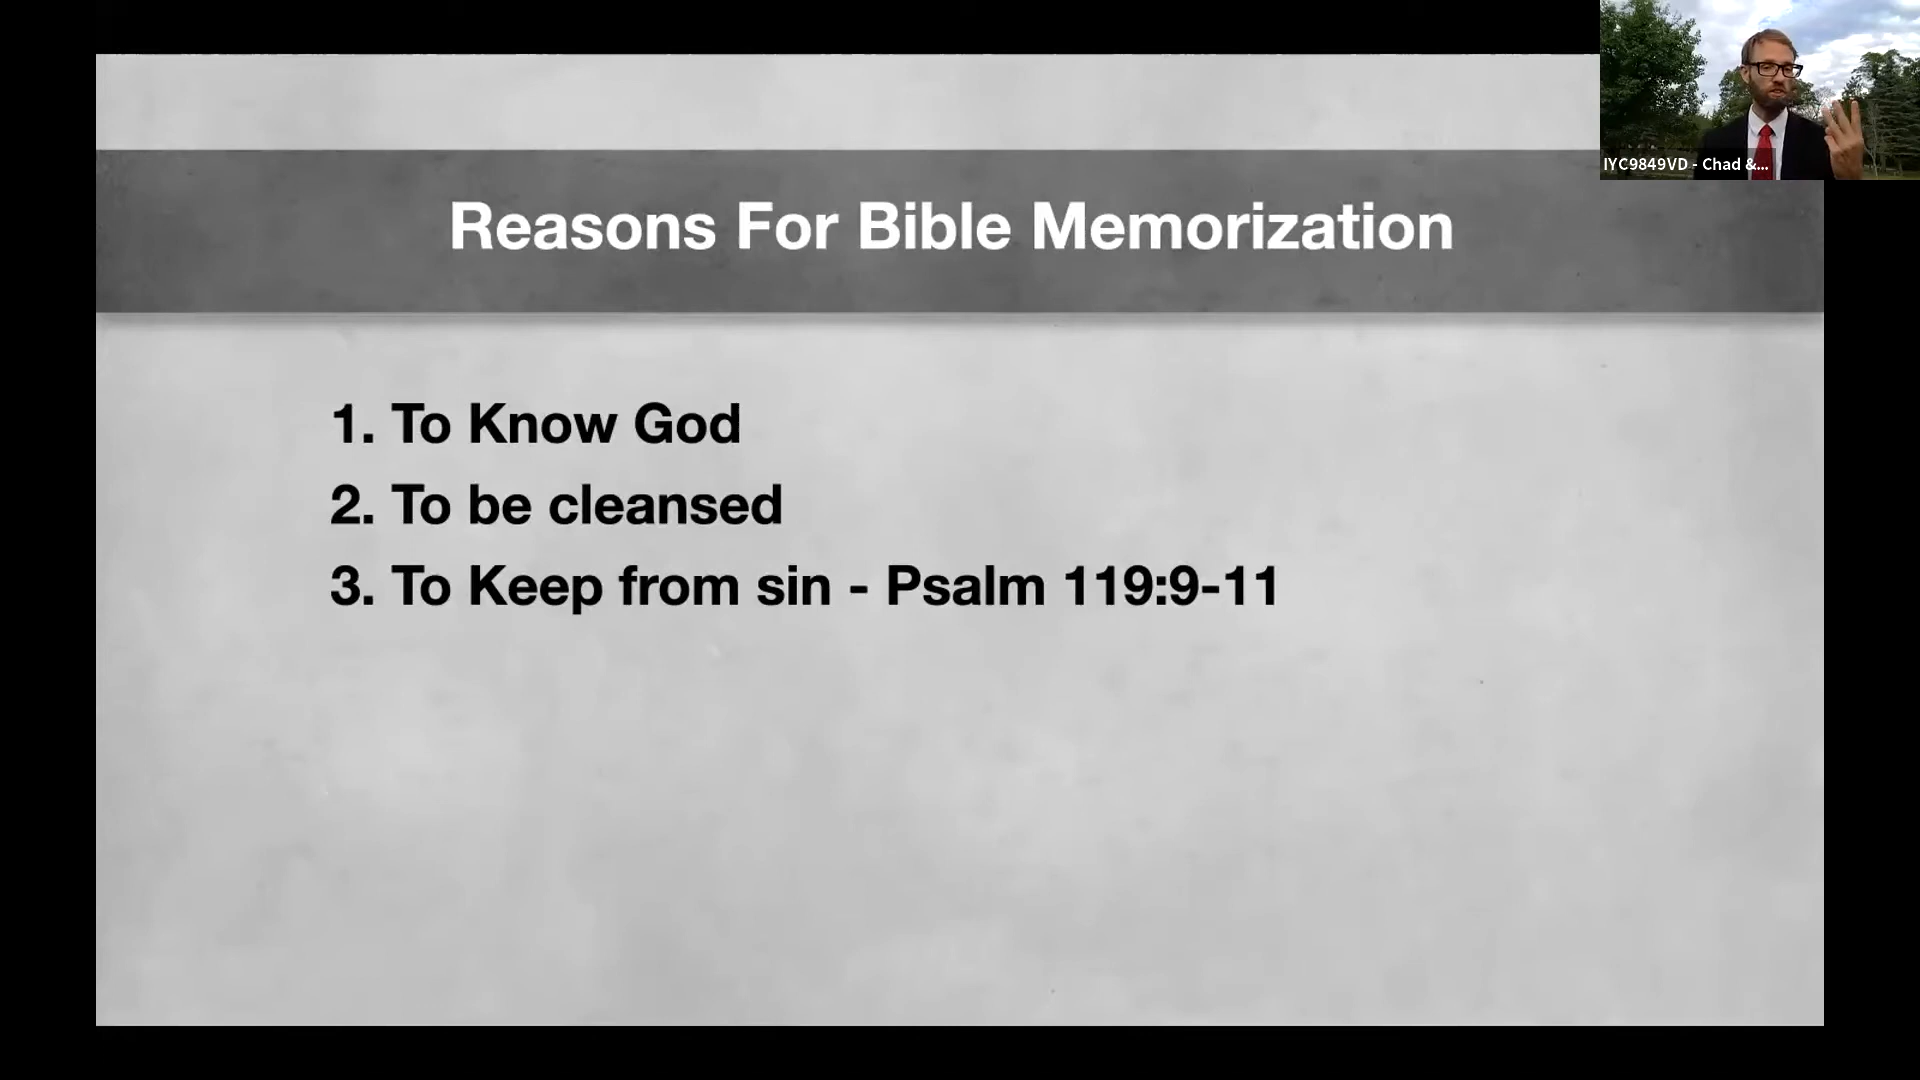 IYC9849VD - Chad &...
Reasons For Bible Memorization
1. To Know God
2. To be cleansed
3. To Keep from sin - Psalm 119:9-11